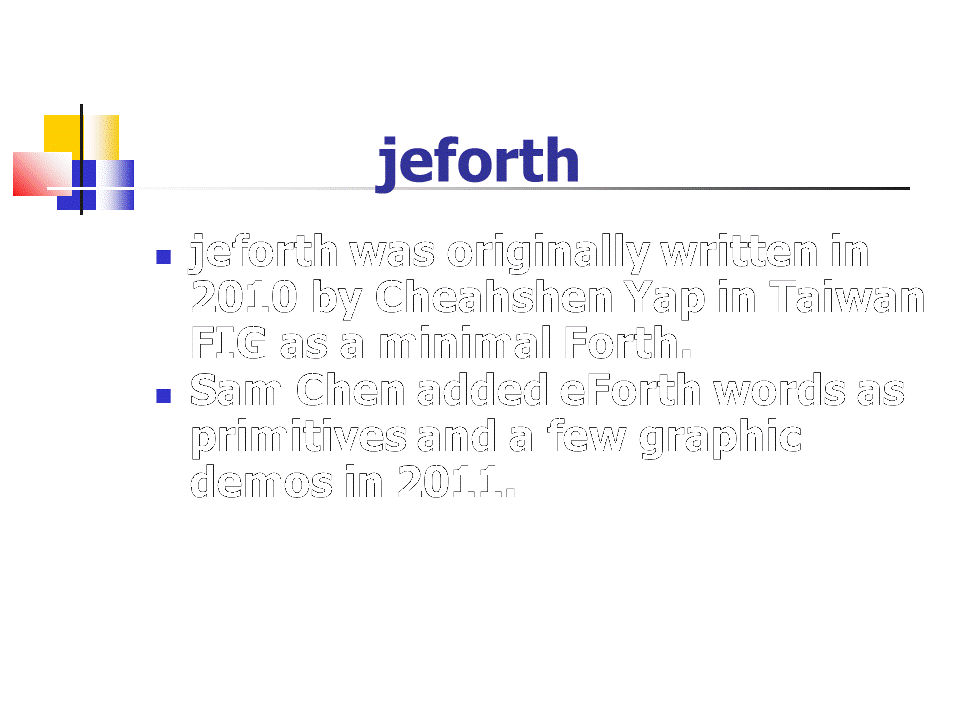 jeforth
jeforth was originally written in
2010 by Cheahshen Yap in Taiwan
FIG as a minimal Forth.
Sam Chen added eForth words as
primitives and a few graphic
demos in 2011.